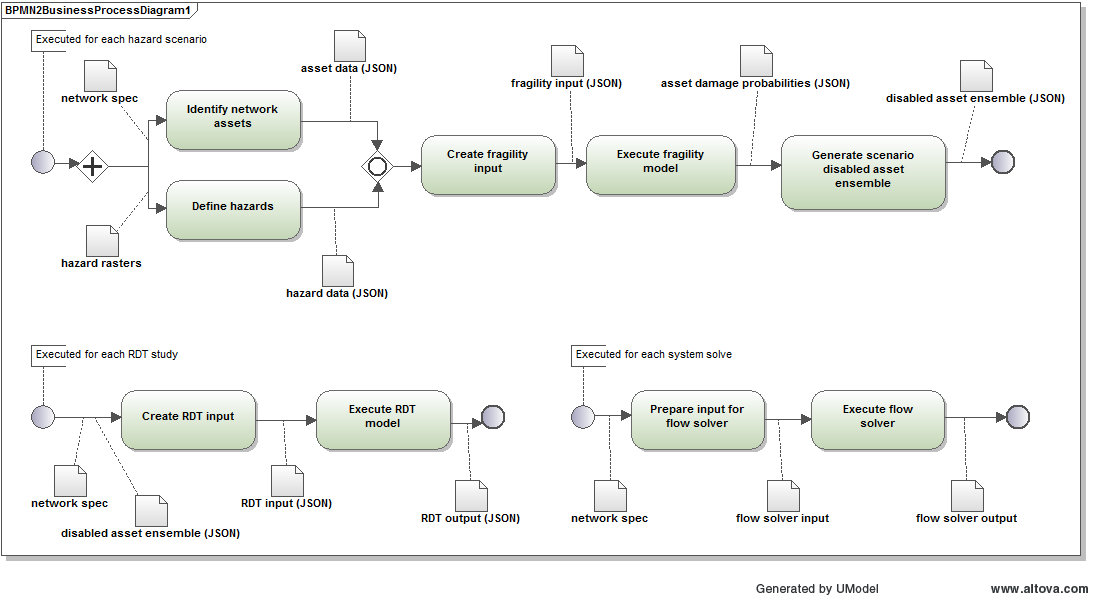 BPMN2BusinessProcessDiagram1
Executed for each hazard scenario
network spec
asset data (JSON)
fragility input (JSON)
asset damage probabilities (JSON)
disabled asset ensemble (JSON)
Identify network
assets
Create fragility
input
Execute fragility
model
Generate scenario
disabled asset
ensemble
Define hazards
hazard rasters
hazard data (JSON)
Executed for each RDT study
Create RDT input
Execute RDT
model
network spec
disabled asset ensemble (JSON)
RDT input (JSON)
RDT output (JSON)
Executed for each system solve
Prepare input for
flow solver
Execute flow
solver
network spec
flow solver input
flow solver output
Generated by UModel
www.altova.com